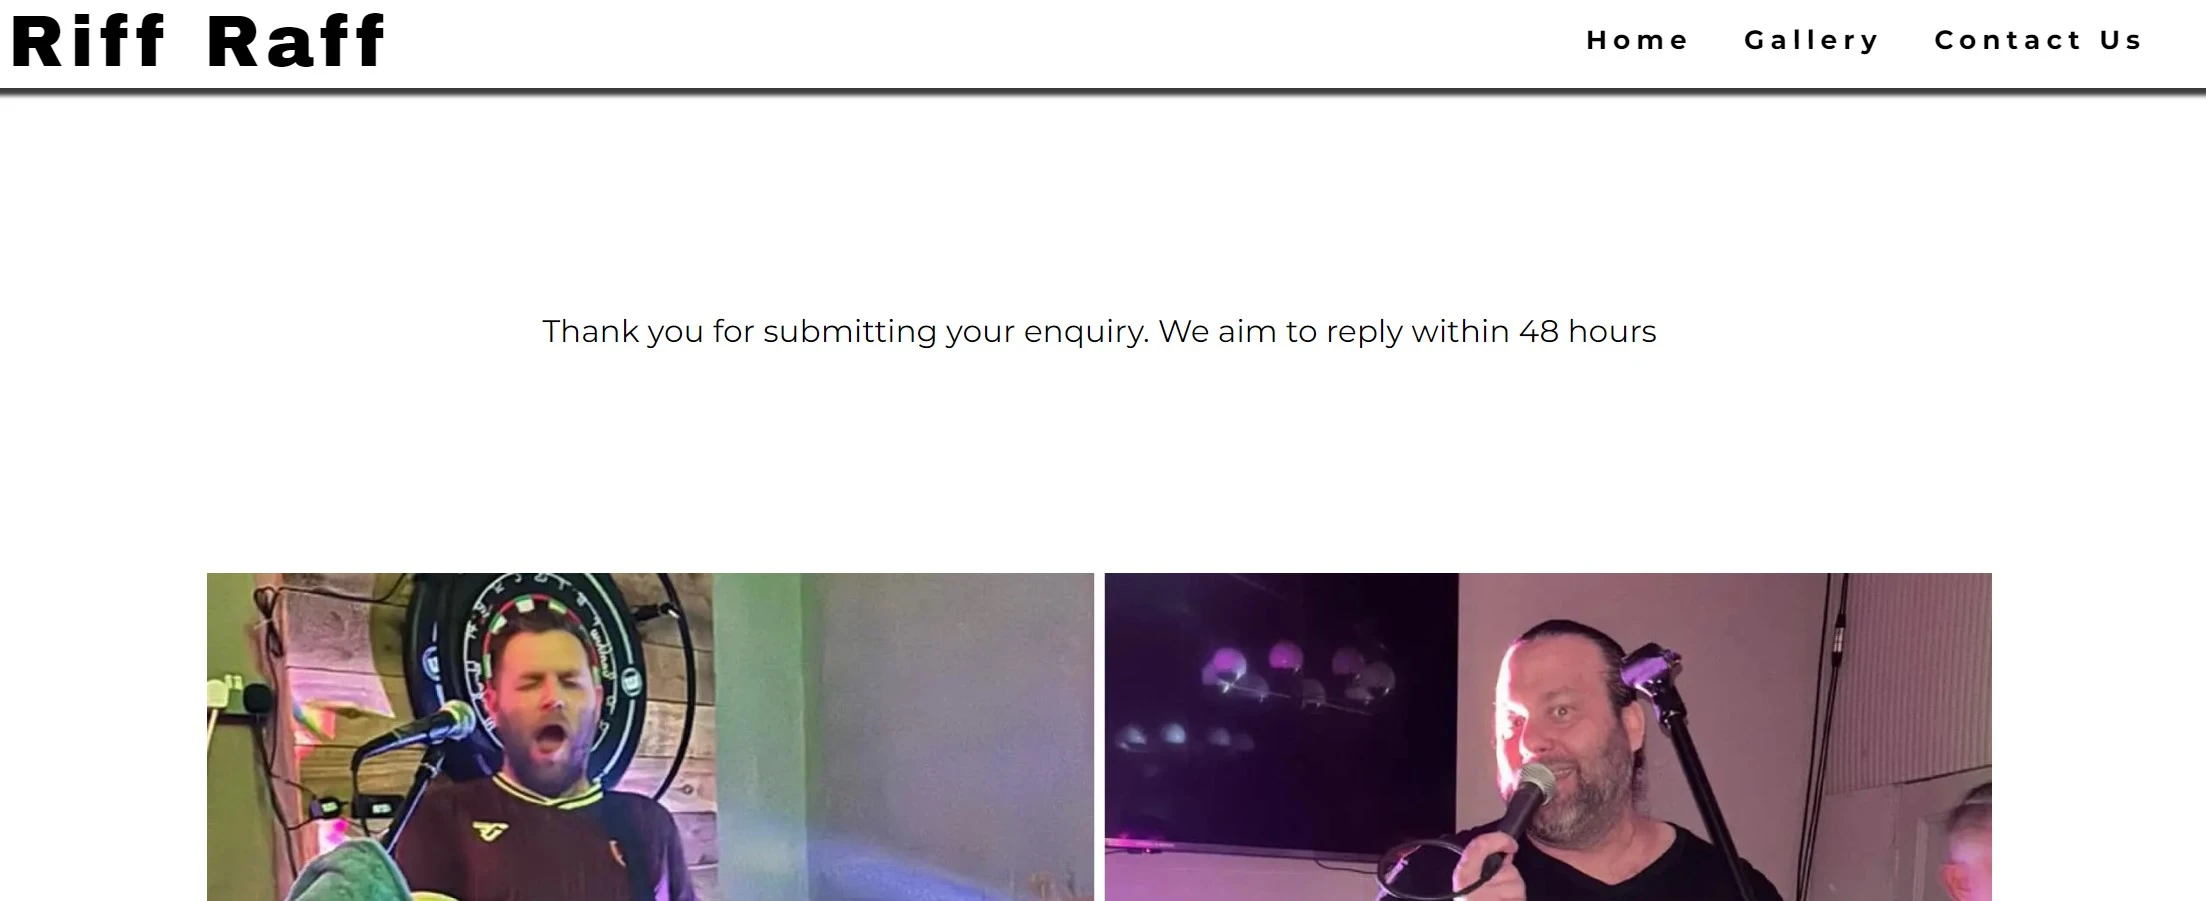 Riff Raff
Home Gallery Contact Us
Thank you for submitting your enquiry. We aim to reply within 48 hours